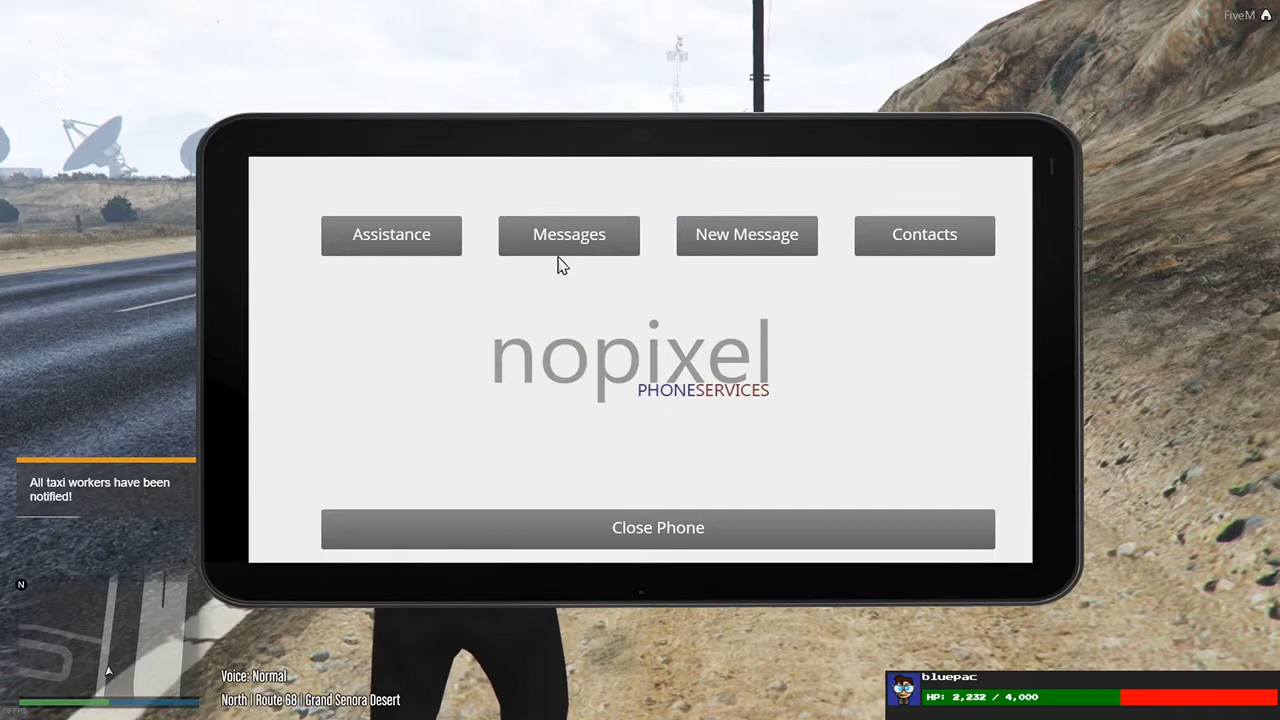 FiveM
Assistance
Messages
New Message
Contacts
nopixel
PHONESERVICES
All taxi workers have been
notified!
Close Phone
N
Voice: Normal
North | Route 68 | Grand Senora Desert
bluepac
HP: 2,232 / 4,000